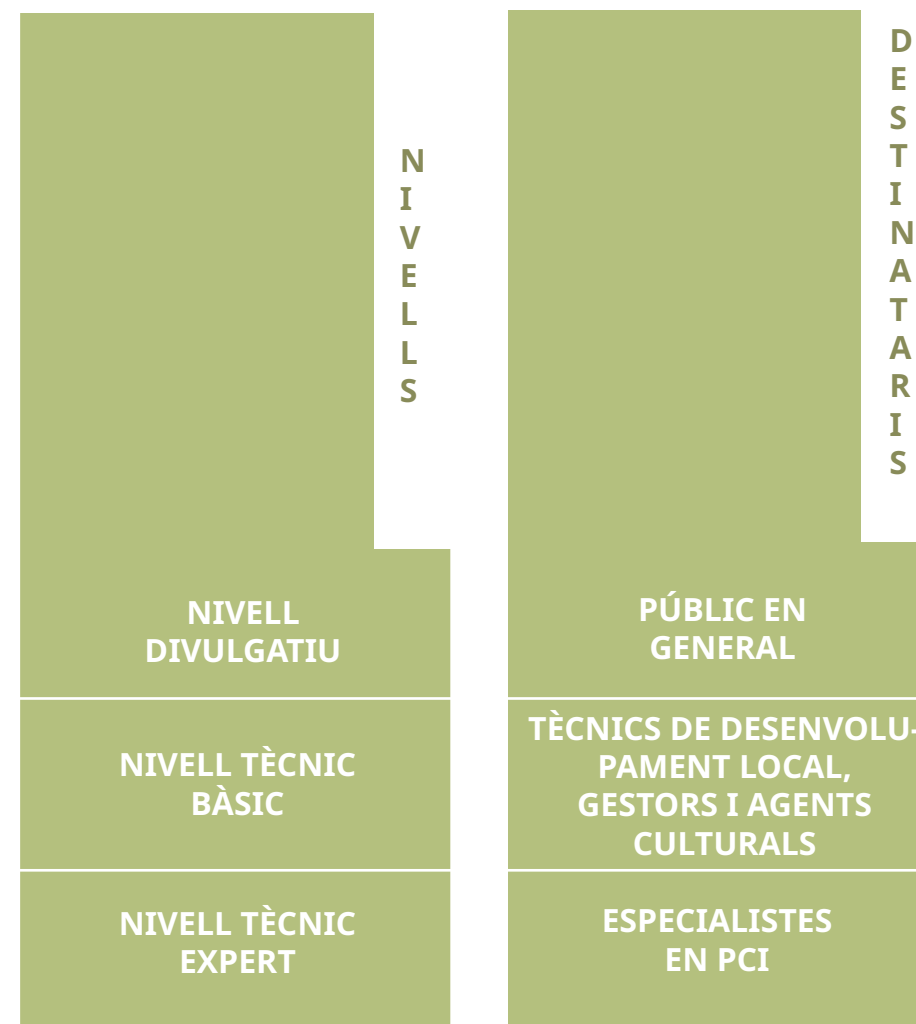 NIVELLS
NIVELL
DIVULGATIU
NIVELL TÈCNIC
BÀSIC
NIVELL TÈCNIC
EXPERT
DESTINATARIS
PÚBLIC EN
GENERAL
TÈCNICS DE DESENVOLU-
PAMENT LOCAL,
GESTORS I AGENTS
CULTURALS
ESPECIALISTES
EN PCI